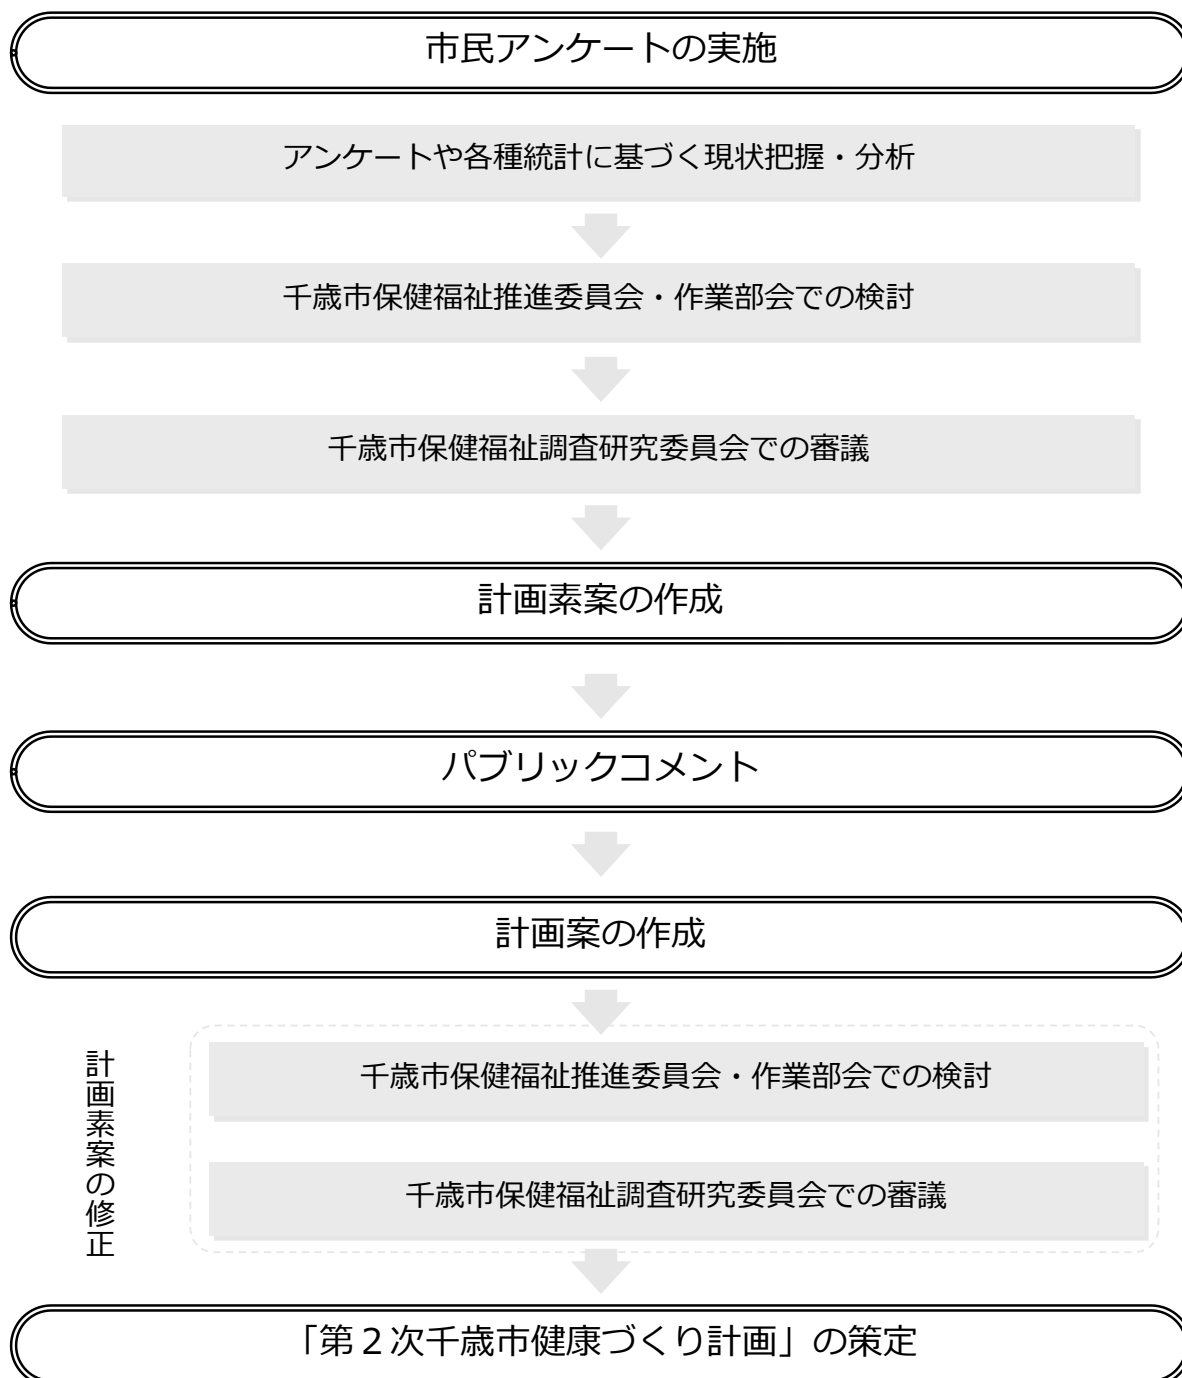 市民アンケートの実施
アンケートや各種統計に基づく現状把握・分析
千歳市保健福祉推進委員会・作業部会での検討
千歳市保健福祉調査研究委員会での審議
計画素案の作成
パブリックコメント
計画案の作成
計画素案の修正
千歳市保健福祉推進委員会・作業部会での検討
千歳市保健福祉調査研究委員会での審議
「第２次千歳市健康づくり計画」の策定